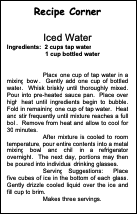 Recipe Corner
Iced Water
Ingredients: 2 cups tap water
1 cup bottled water
Place one cup of tap water in a
mixing bowl. Gently add one cup of bottled
water. Whisk briskly until thoroughly mixed.
Pour into pre-heated sauce pan. Place over
high heat until ingredients begin to bubble.
Fold in remaining one cup of tap water. Heat
and stir frequently until mixture reaches a full
boil. Remove from heat and allow to cool for
30 minutes.
After mixture is cooled to room
temperature, pour entire contents into a metal
mixing bowl and chill in a refrigerator
overnight. The next day, portions may then
be poured into individual drinking glasses.
Serving Suggestions: Place
five cubes of ice in the bottom of each glass.
Gently drizzle cooled liquid over the ice and
fill cup to brim.
Makes three servings.